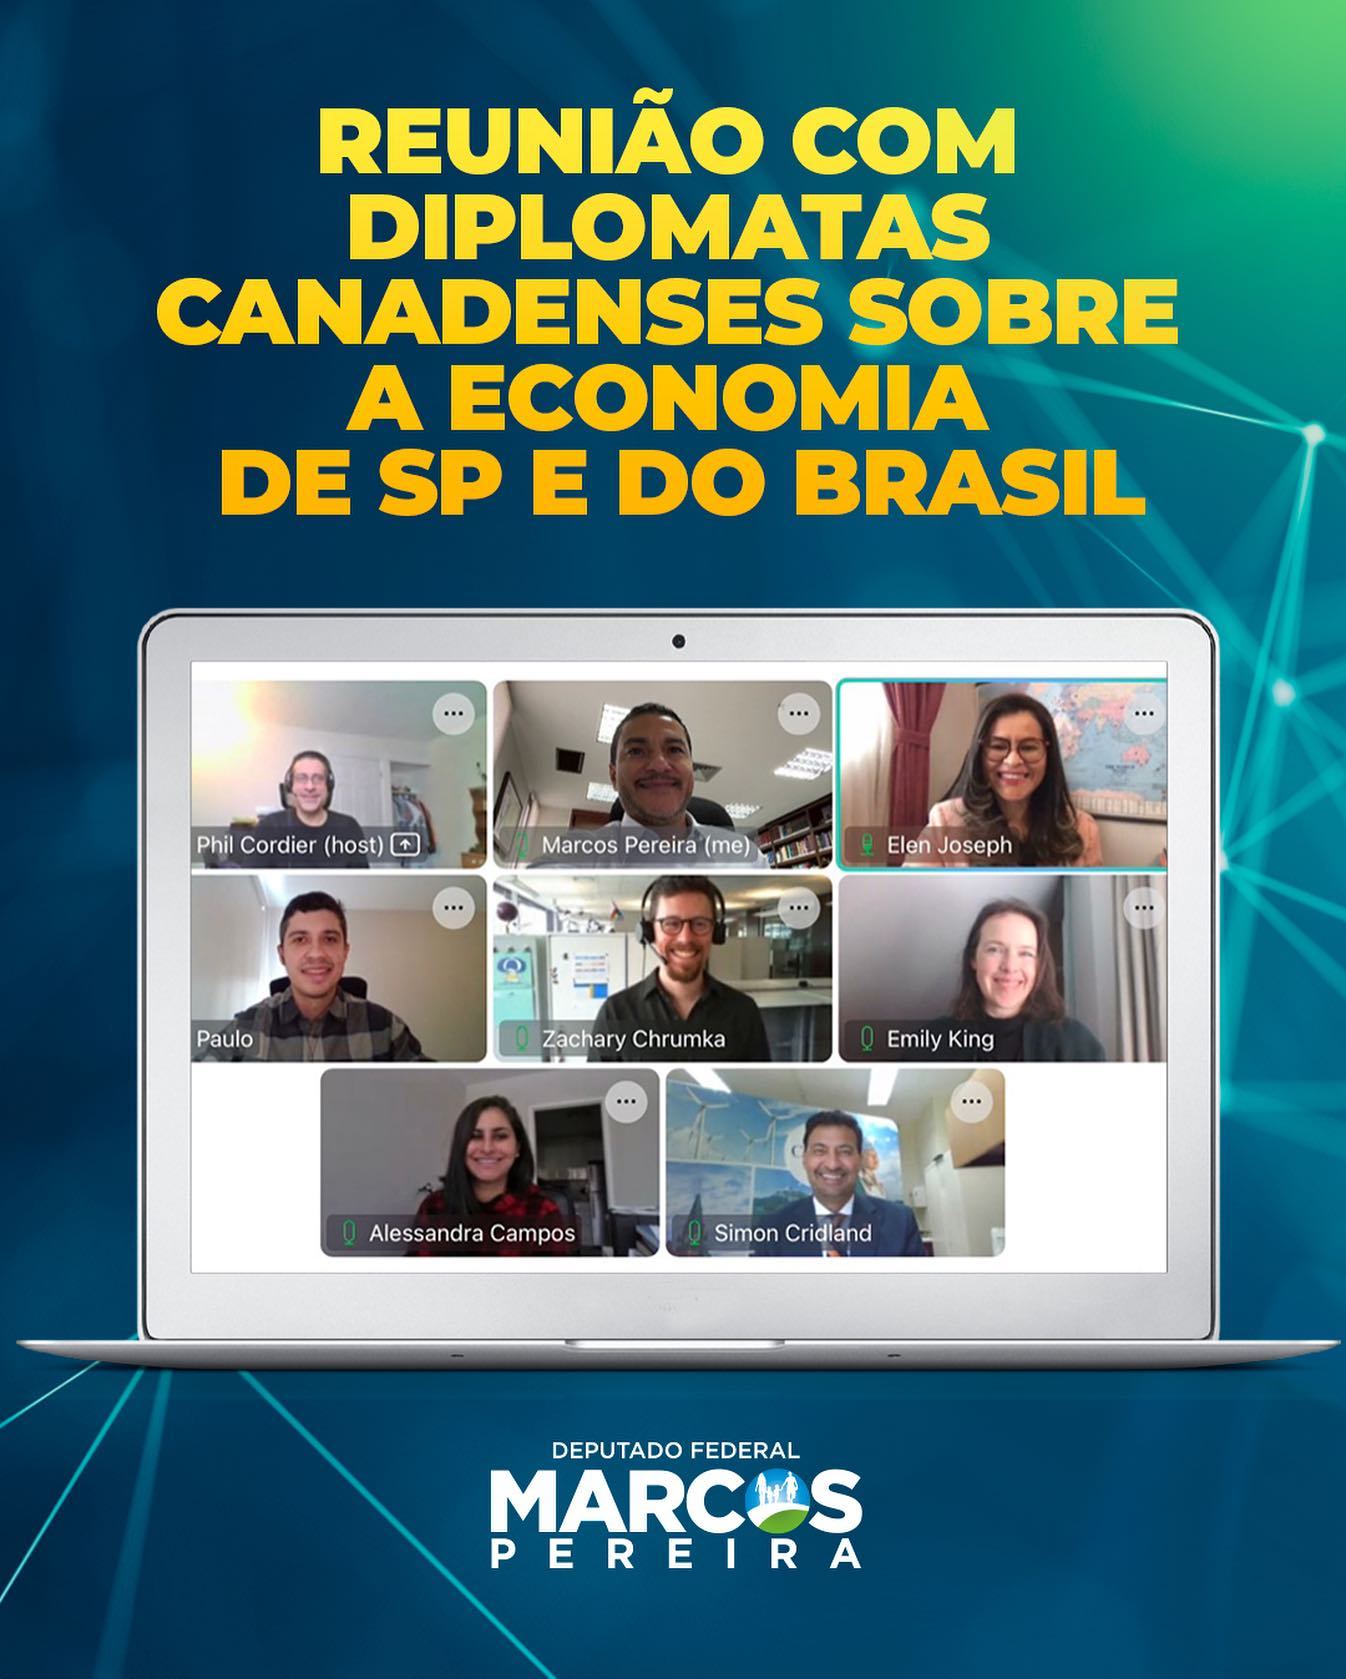 REUNIÃO COM
DIPLOMATAS
CANADENSES SOBRE
A ECONOMIA
DE SP E DO BRASIL
Phil Cordier (host)
Marcos Pereira (me)
Elen Joseph
Paulo
Zachary Chrumka
Emily King
Alessandra Campos
Simon Cridland
DEPUTADO FEDERAL
MARCOS
PEREIRA